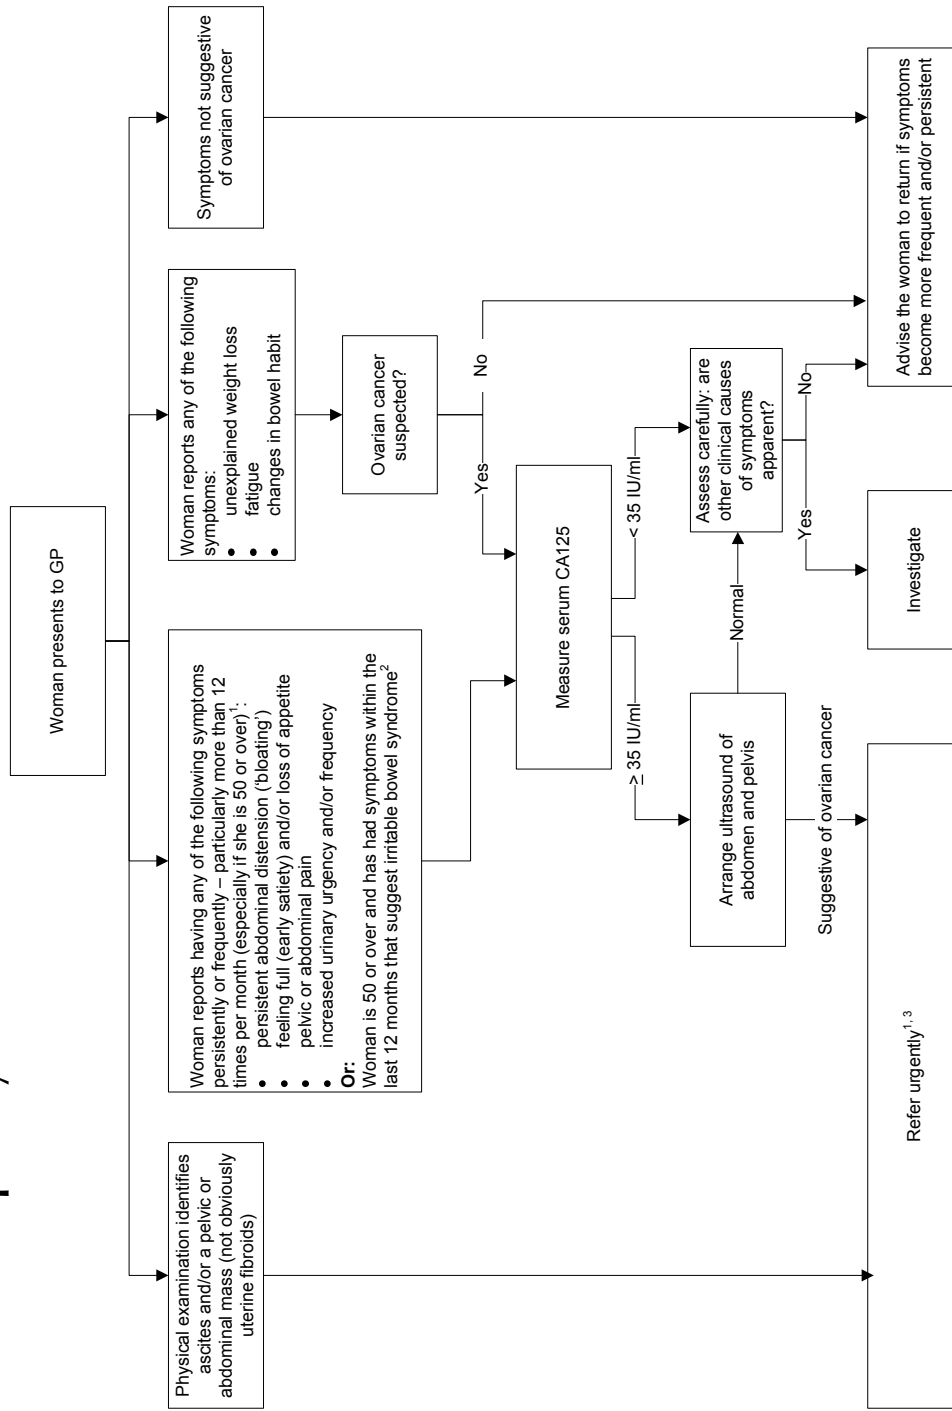 Woman presents to GP
Physical examination identifies
ascites and/or a pelvic or
abdominal mass (not obviously
uterine fibroids)
Woman reports having any of the following symptoms
persistently or frequently – particularly more than 12
times per month (especially if she is 50 or over)1:
• persistent abdominal distension ('bloating')
• feeling full (early satiety) and/or loss of appetite
• pelvic or abdominal pain
• increased urinary urgency and/or frequency
Or:
Woman is 50 or over and has had symptoms within the
last 12 months that suggest irritable bowel syndrome2
Woman reports any of the following
symptoms:
• unexplained weight loss
• fatigue
• changes in bowel habit
Symptoms not suggestive
of ovarian cancer
Ovarian cancer
suspected?
Yes
No
Measure serum CA125
≥ 35 IU/ml
< 35 IU/ml
Arrange ultrasound of
abdomen and pelvis
Normal
Assess carefully: are
other clinical causes
of symptoms
apparent?
Suggestive of ovarian cancer
Yes
No
Refer urgently1, 3
Investigate
Advise the woman to return if symptoms
become more frequent and/or persistent